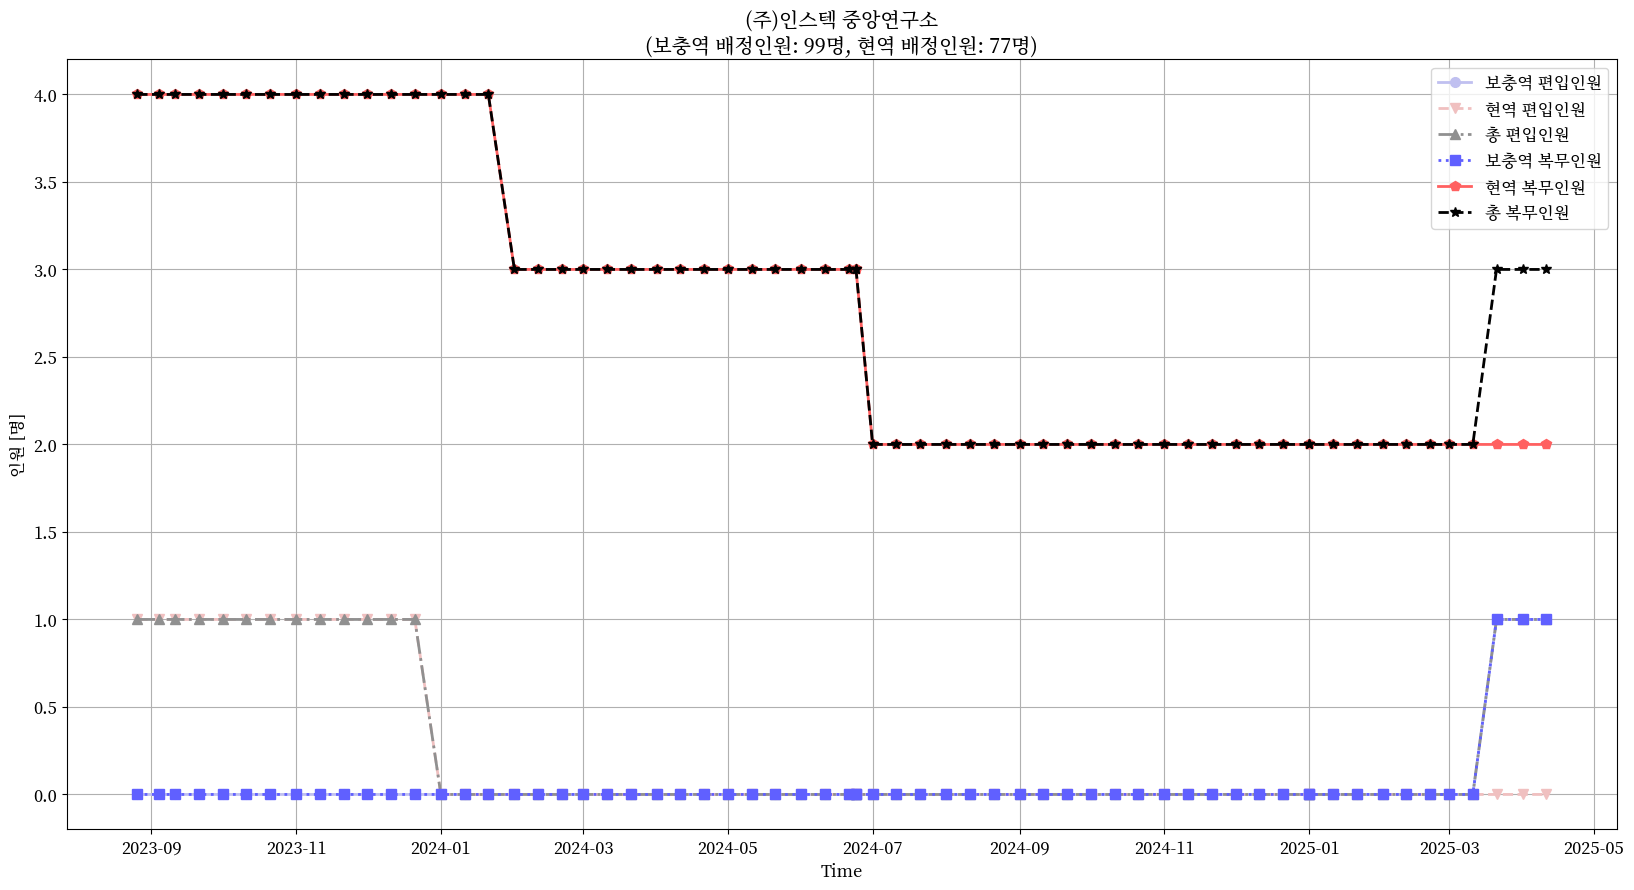 (주)인스텍 중앙연구소
(보충역 배정인원: 99명, 현역 배정인원: 77명)
보충역 편입인원
현역 편입인원
총 편입인원
보충역 복무인원
현역 복무인원
총 복무인원
인원 [명]
4.0
3.5
3.0
2.5
2.0
1.5
1.0
0.5
0.0
2023-09 2023-11 2024-01 2024-03 2024-05 2024-07 2024-09 2024-11 2025-01 2025-03 2025-05
Time